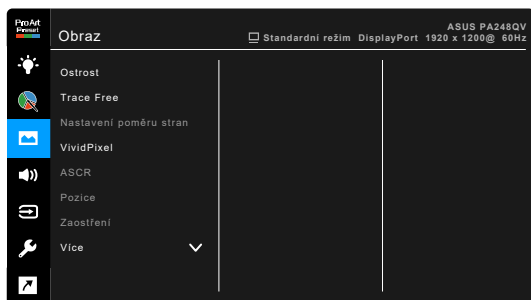 ProArt
Preset
Obraz
ASUS PA248QV
Standardní režim DisplayPort 1920 x 1200@ 60Hz
Ostrost
Trace Free
Nastavení poměru stran
VividPixel
ASCR
Pozice
Zaostření
Více